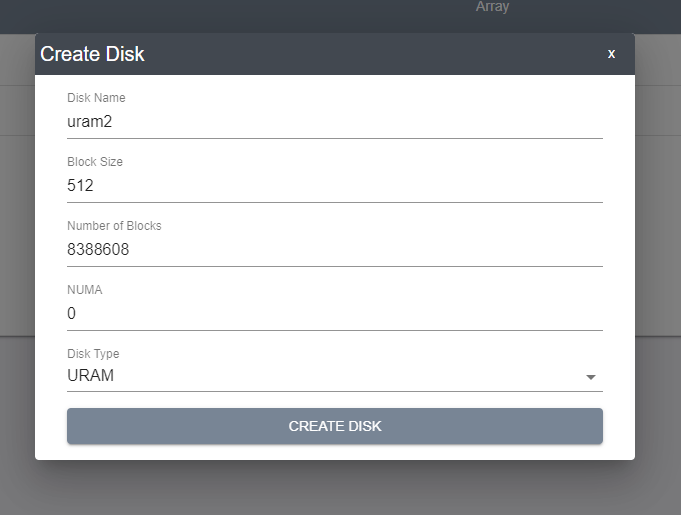 Array
Create Disk x
Disk Name
uram2
Block Size
512
Number of Blocks
8388608
NUMA
0
Disk Type
URAM
CREATE DISK